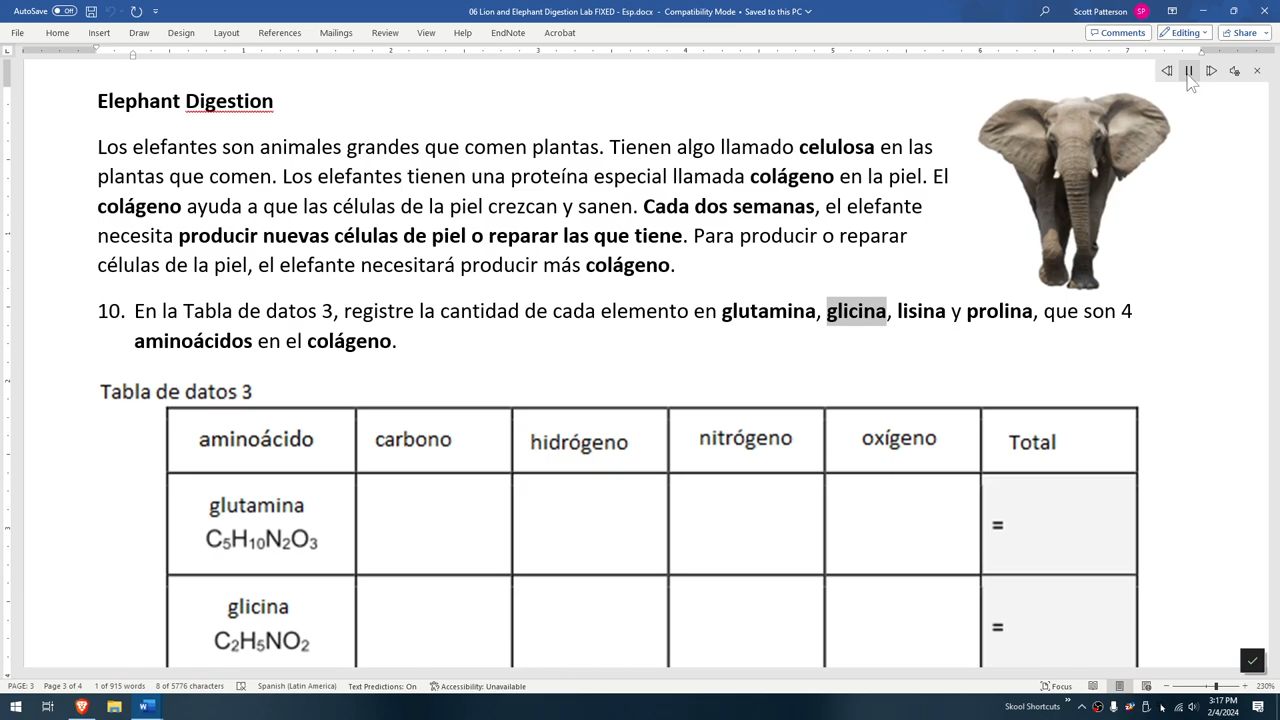 AutoSave Off
06 Lion and Elephant Digestion Lab FIXED - Esp.docx - Compatibility Mode • Saved to this PC
Scott Patterson SP
File Home Insert Draw Design Layout References Mailings Review View Help EndNote Acrobat Comments Editing Share
1 2 3 4 5 6 7
Elephant Digestion
Los elefantes son animales grandes que comen plantas. Tienen algo llamado celulosa en las
plantas que comen. Los elefantes tienen una proteína especial llamada colágeno en la piel. El
colágeno ayuda a que las células de la piel crezcan y sanen. Cada dos semanas, el elefante
necesita producir nuevas células de piel o reparar las que tiene. Para producir o reparar
células de la piel, el elefante necesitará producir más colágeno.
10. En la Tabla de datos 3, registre la cantidad de cada elemento en glutamina, glicina, lisina y prolina, que son 4
aminoácidos en el colágeno.
Tabla de datos 3
aminoácido carbono hidrógeno nitrógeno oxígeno Total
glutamina
C₅H₁₀N₂O₃ =
glicina
C₂H₅NO₂ =
PAGE: 3 Page 3 of 4 1 of 915 words 8 of 5776 characters Spanish (Latin America) Text Predictions: On Accessibility: Unavailable Focus 230%
Skool Shortcuts 3:17 PM
2/4/2024